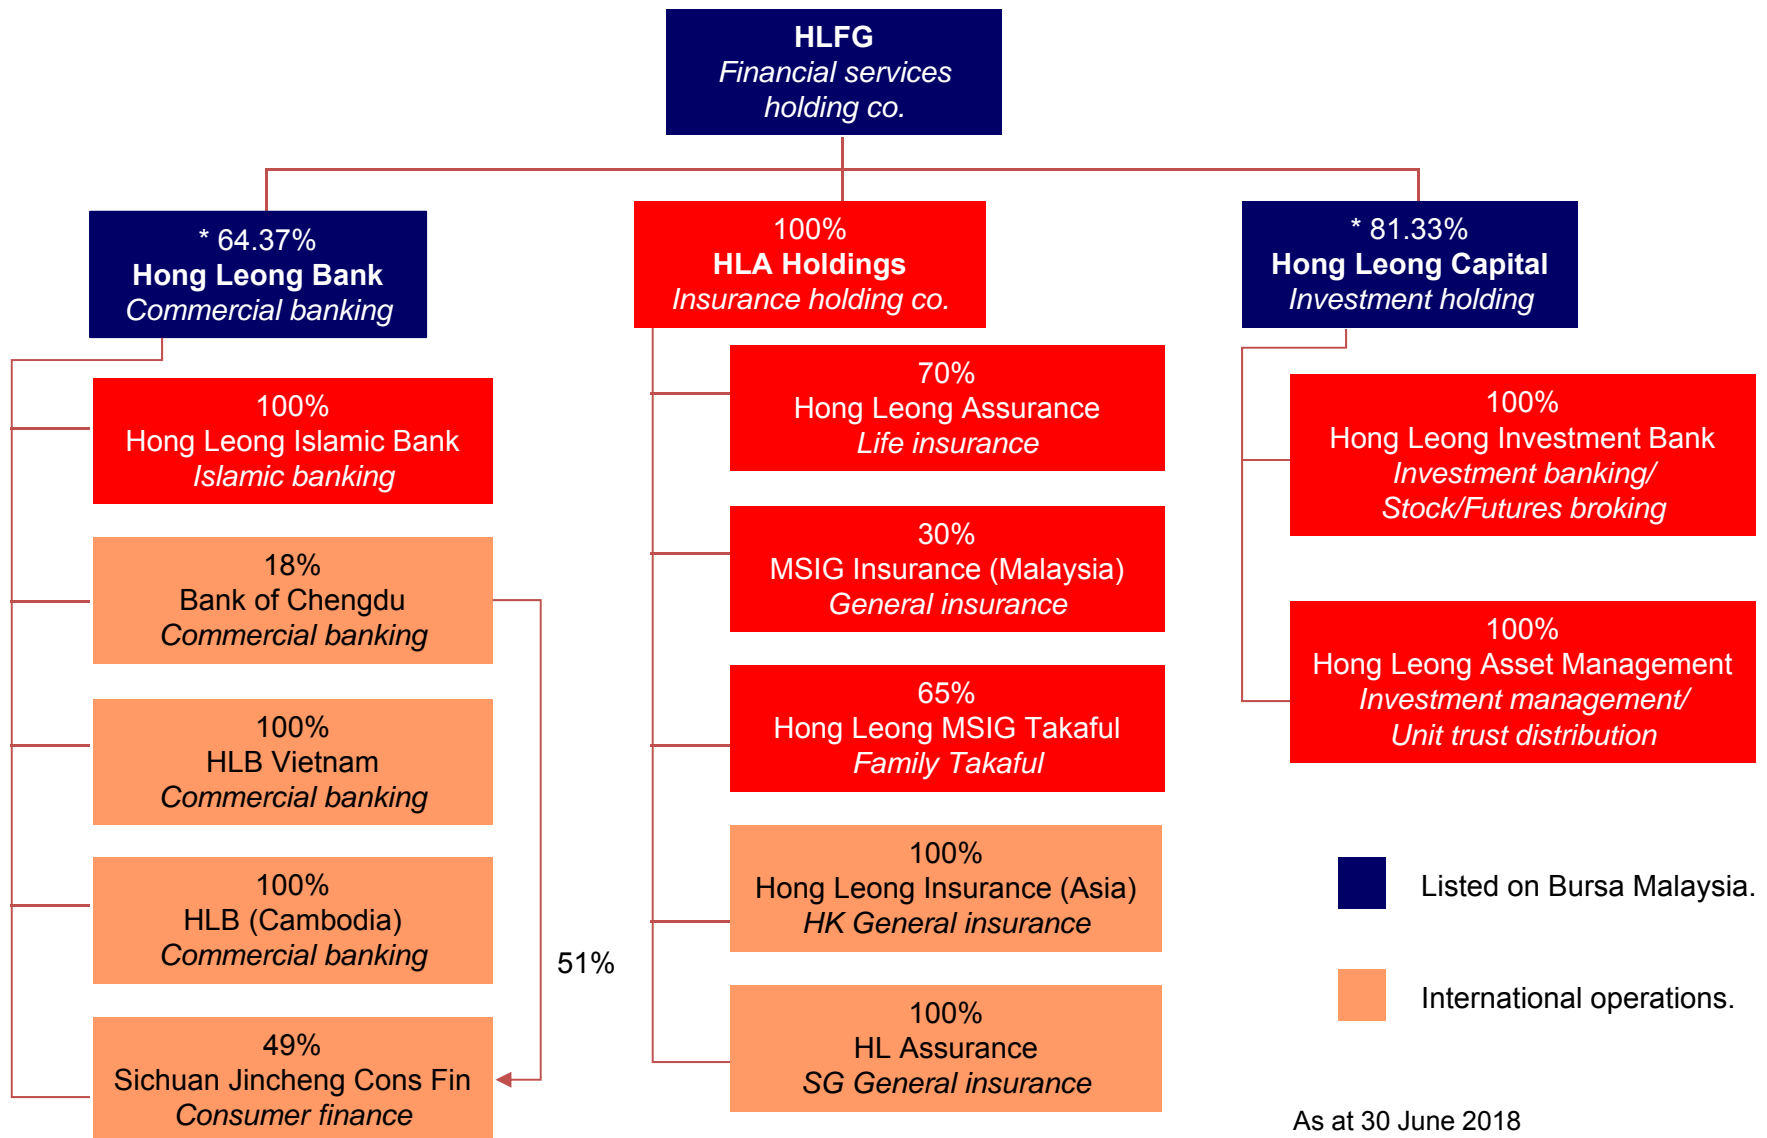 HLFG
Financial services
holding co.
* 64.37%
Hong Leong Bank
Commercial banking
100%
Hong Leong Islamic Bank
Islamic banking
18%
Bank of Chengdu
Commercial banking
100%
HLB Vietnam
Commercial banking
100%
HLB (Cambodia)
Commercial banking
51%
49%
Sichuan Jincheng Cons Fin
Consumer finance
100%
HLA Holdings
Insurance holding co.
70%
Hong Leong Assurance
Life insurance
30%
MSIG Insurance (Malaysia)
General insurance
65%
Hong Leong MSIG Takaful
Family Takaful
100%
Hong Leong Insurance (Asia)
HK General insurance
100%
HL Assurance
SG General insurance
* 81.33%
Hong Leong Capital
Investment holding
100%
Hong Leong Investment Bank
Investment banking/
Stock/Futures broking
100%
Hong Leong Asset Management
Investment management/
Unit trust distribution
Listed on Bursa Malaysia.
International operations.
As at 30 June 2018